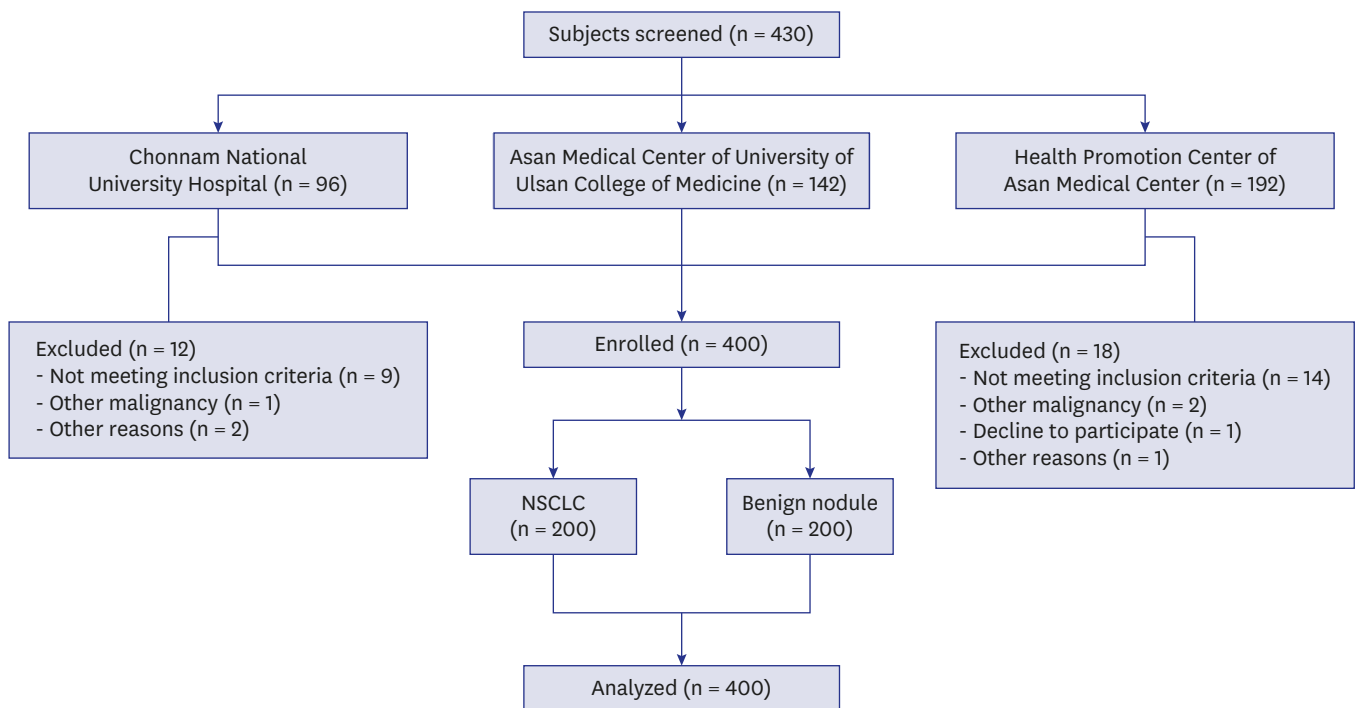 Subjects screened (n = 430)
Chonnam National
University Hospital (n = 96)
Asan Medical Center of University of
Ulsan College of Medicine (n = 142)
Health Promotion Center of
Asan Medical Center (n = 192)
Excluded (n = 12)
- Not meeting inclusion criteria (n = 9)
- Other malignancy (n = 1)
- Other reasons (n = 2)
Enrolled (n = 400)
Excluded (n = 18)
- Not meeting inclusion criteria (n = 14)
- Other malignancy (n = 2)
- Decline to participate (n = 1)
- Other reasons (n = 1)
NSCLC
(n = 200)
Benign nodule
(n = 200)
Analyzed (n = 400)